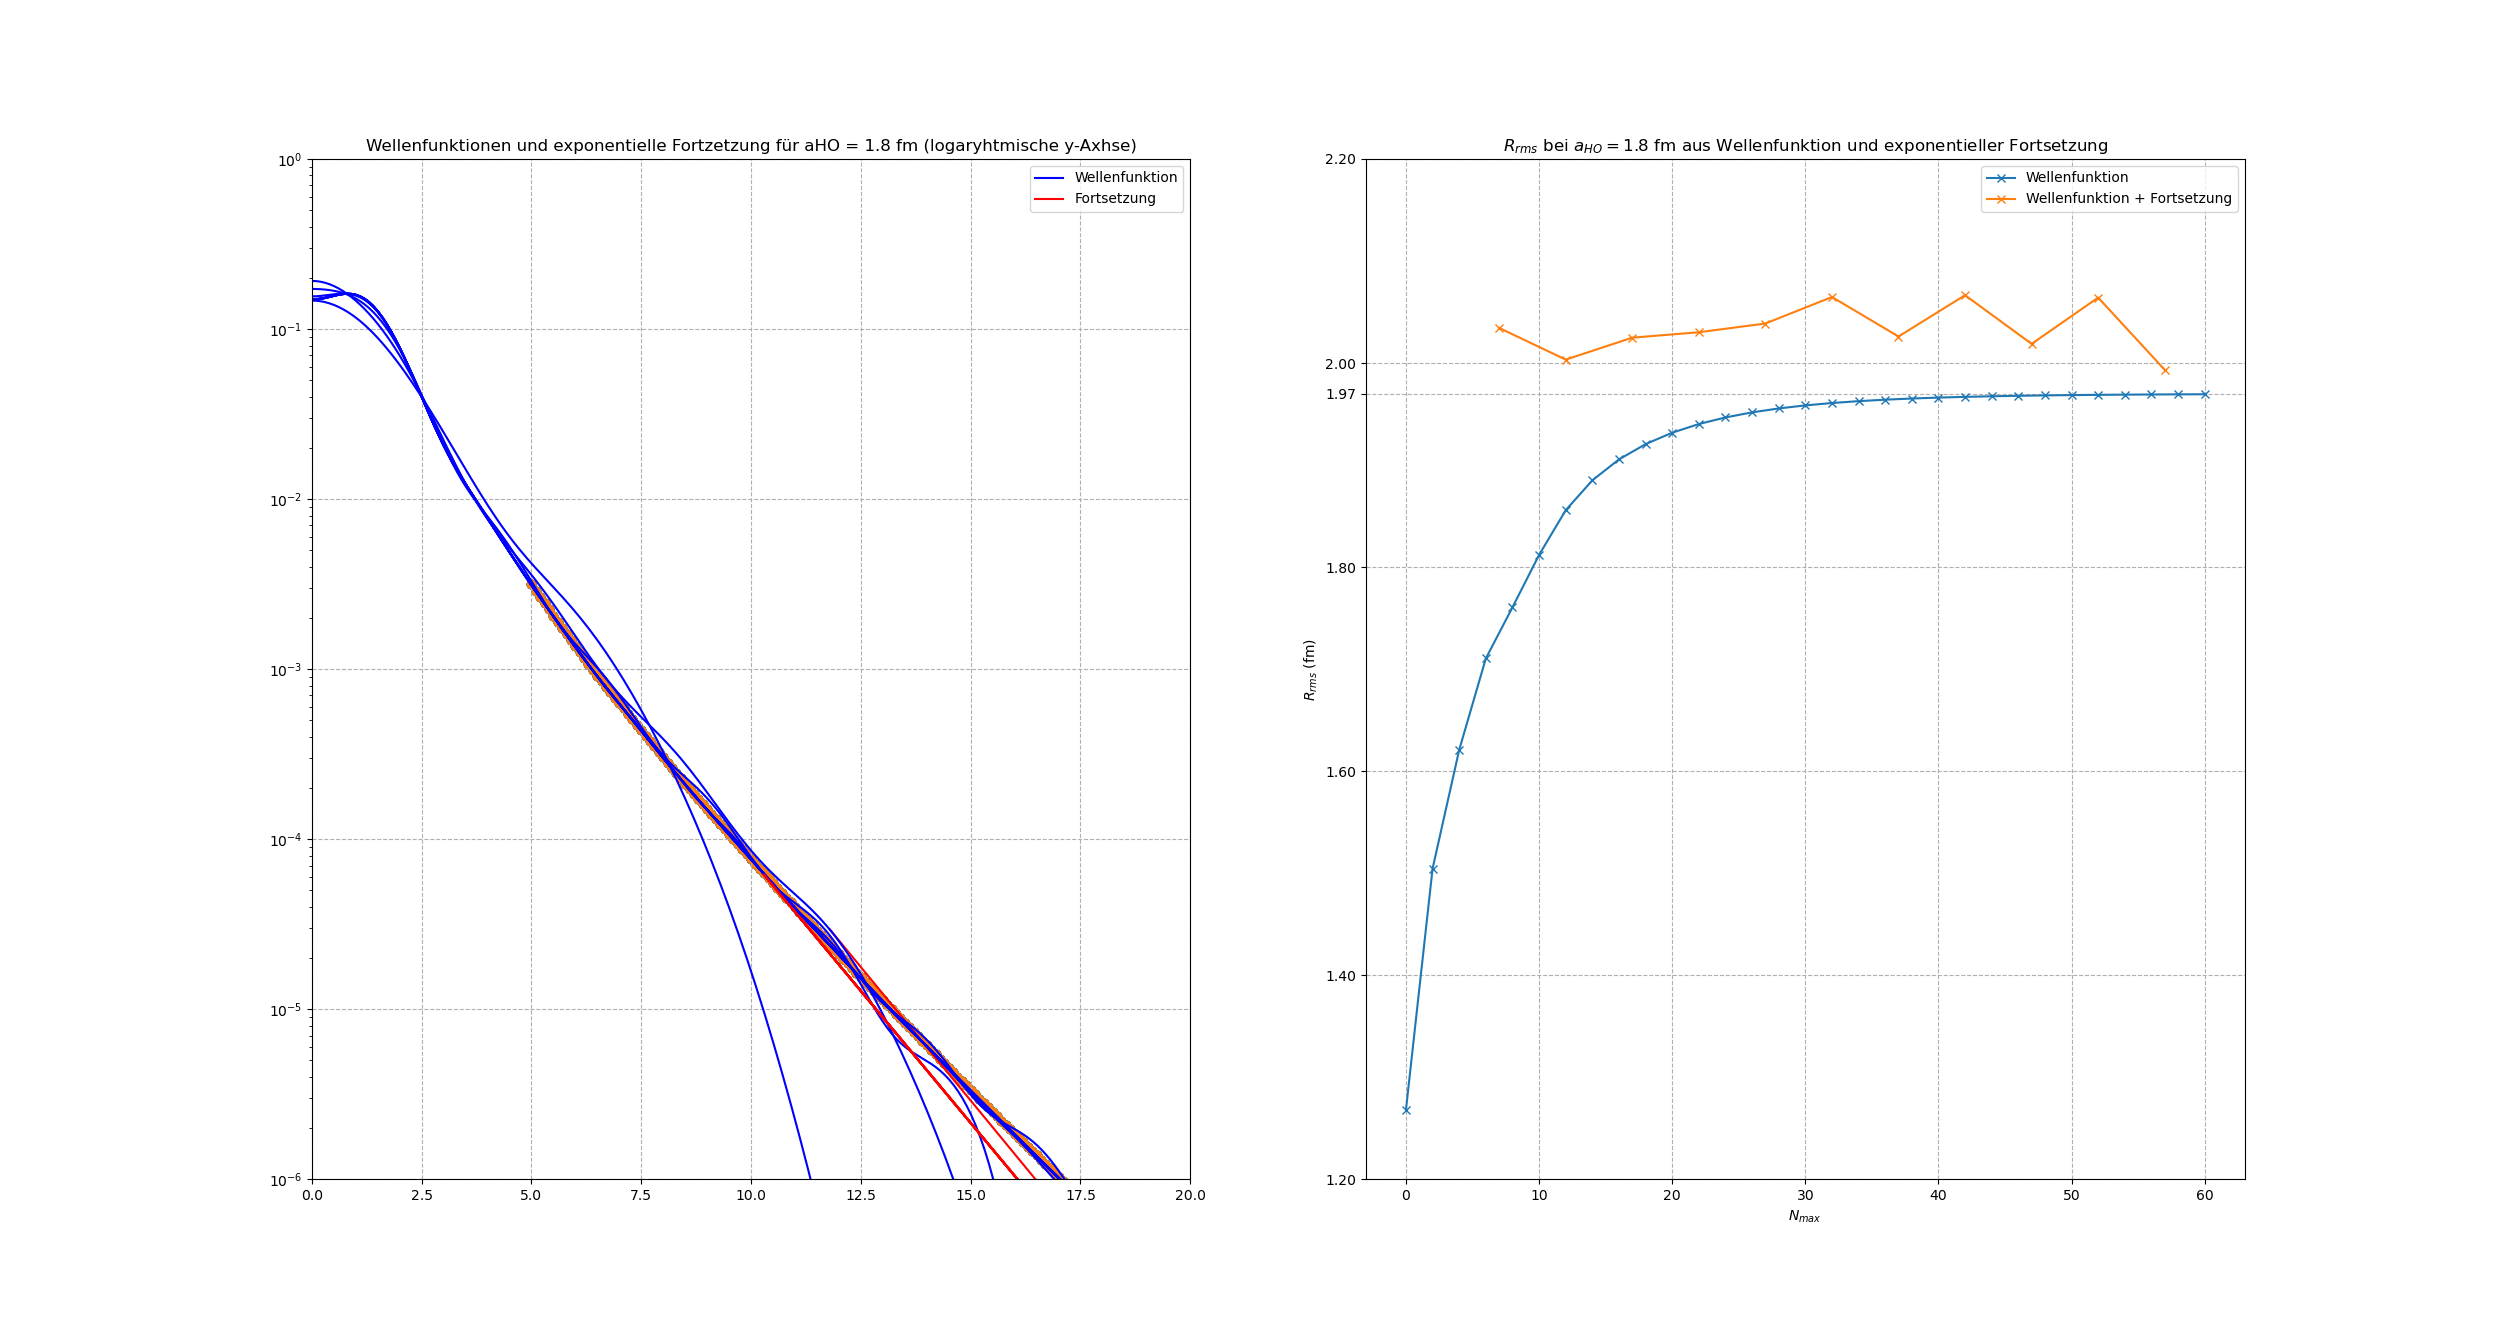 Wellenfunktionen und exponentielle Fortzetzung für aHO = 1.8 fm (logaryhtmische y-Axhse)
Wellenfunktion
Fortsetzung
10^0
10^-1
10^-2
10^-3
10^-4
10^-5
10^-6
0.0 2.5 5.0 7.5 10.0 12.5 15.0 17.5 20.0
R_rms bei a_HO = 1.8 fm aus Wellenfunktion und exponentieller Fortsetzung
Wellenfunktion
Wellenfunktion + Fortsetzung
2.20
2.00
1.97
1.80
1.60
1.40
1.20
R_rms (fm)
0 10 20 30 40 50 60
N_max